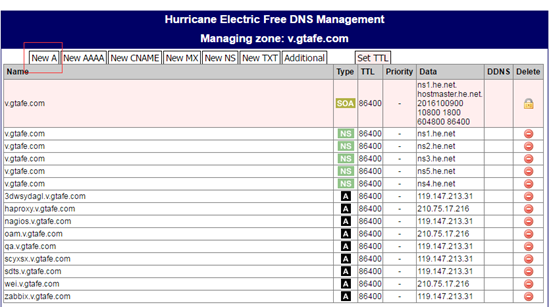 Hurricane Electric Free DNS Management
Managing zone: v.gtafe.com
New A New AAAA New CNAME New MX New NS New TXT Additional Set TTL
Name Type TTL Priority Data DDNS Delete
v.gtafe.com SOA 86400 - ns1.he.net.
hostmaster.he.net.
2016100900
10800 1800
604800 86400
v.gtafe.com NS 86400 - ns1.he.net
v.gtafe.com NS 86400 - ns2.he.net
v.gtafe.com NS 86400 - ns3.he.net
v.gtafe.com NS 86400 - ns5.he.net
v.gtafe.com NS 86400 - ns4.he.net
3dwsydagl.v.gtafe.com A 86400 - 119.147.213.31
haproxy.v.gtafe.com A 86400 - 210.75.17.216
nagios.v.gtafe.com A 86400 - 119.147.213.31
oam.v.gtafe.com A 86400 - 210.75.17.216
qa.v.gtafe.com A 86400 - 119.147.213.31
scyxsx.v.gtafe.com A 86400 - 119.147.213.31
sdts.v.gtafe.com A 86400 - 119.147.213.31
wei.v.gtafe.com A 86400 - 210.75.17.216
zabbix.v.gtafe.com A 86400 - 119.147.213.31